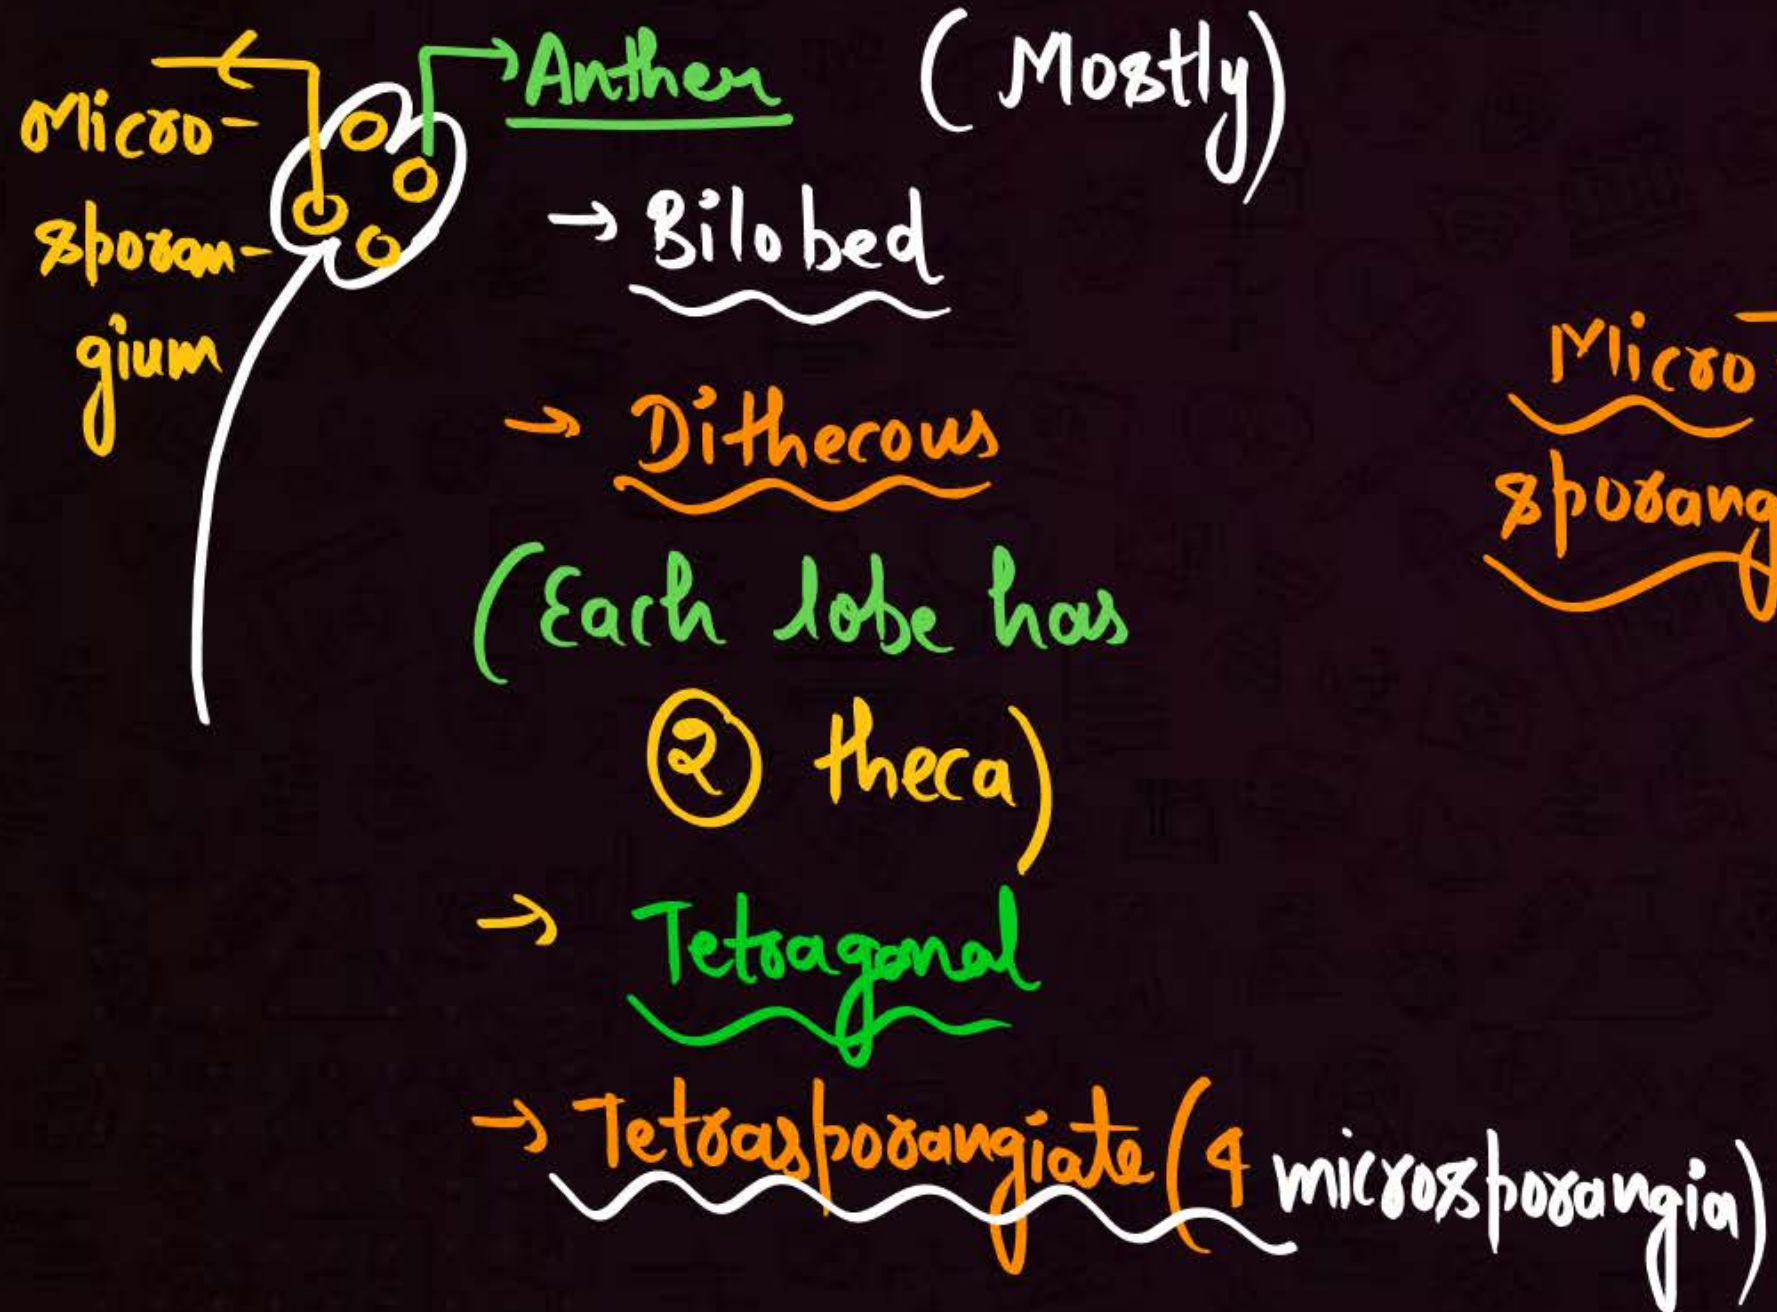 Anther (Mostly)
Micro-
sporan-
gium
→ Bilobed
→ Dithecous
(Each lobe has
② theca)
→ Tetragonal
→ Tetrasporangiate (4 microsporangia)
Micro
sporang